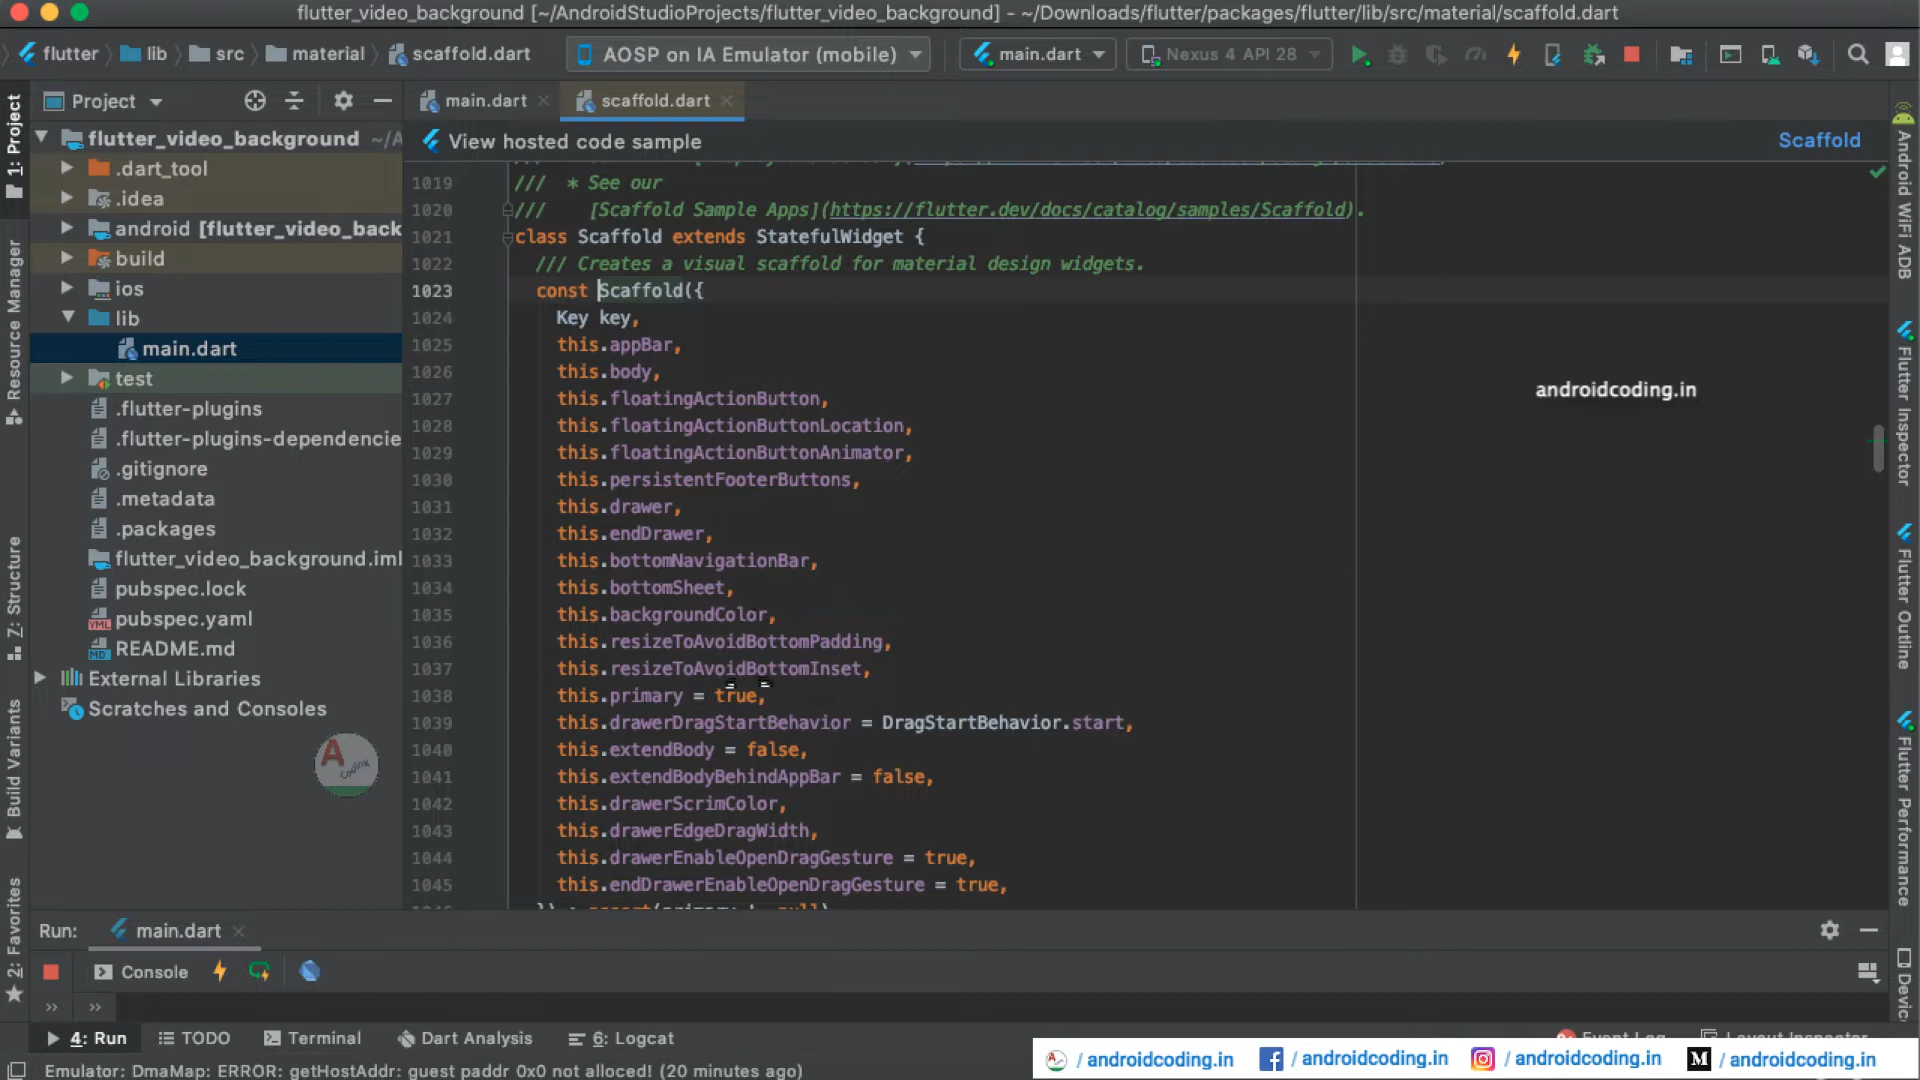 flutter_video_background [~/AndroidStudioProjects/flutter_video_background] - ~/Downloads/flutter/packages/flutter/lib/src/material/scaffold.dart
flutter lib src material scaffold.dart AOSP on IA Emulator (mobile) main.dart Nexus 4 API 28
Project
main.dart scaffold.dart
View hosted code sample Scaffold
1: Project
Resource Manager
Z: Structure
Build Variants
2: Favorites
flutter_video_background ~/A
.dart_tool
.idea
android [flutter_video_back
build
ios
lib
main.dart
test
.flutter-plugins
.flutter-plugins-dependencie
.gitignore
.metadata
.packages
flutter_video_background.iml
pubspec.lock
pubspec.yaml
README.md
External Libraries
Scratches and Consoles
1019 /// * See our
1020 /// [Scaffold Sample Apps](https://flutter.dev/docs/catalog/samples/Scaffold).
1021 class Scaffold extends StatefulWidget {
1022 /// Creates a visual scaffold for material design widgets.
1023 const Scaffold({
1024 Key key,
1025 this.appBar,
1026 this.body,
1027 this.floatingActionButton,
1028 this.floatingActionButtonLocation,
1029 this.floatingActionButtonAnimator,
1030 this.persistentFooterButtons,
1031 this.drawer,
1032 this.endDrawer,
1033 this.bottomNavigationBar,
1034 this.bottomSheet,
1035 this.backgroundColor,
1036 this.resizeToAvoidBottomPadding,
1037 this.resizeToAvoidBottomInset,
1038 this.primary = true,
1039 this.drawerDragStartBehavior = DragStartBehavior.start,
1040 this.extendBody = false,
1041 this.extendBodyBehindAppBar = false,
1042 this.drawerScrimColor,
1043 this.drawerEdgeDragWidth,
1044 this.drawerEnableOpenDragGesture = true,
1045 this.endDrawerEnableOpenDragGesture = true,
androidcoding.in
Android WiFi ADB
Flutter Inspector
Flutter Outline
Flutter Performance
Run: main.dart
Console
4: Run TODO Terminal Dart Analysis 6: Logcat
Emulator: DmaMap: ERROR: getHostAddr: guest paddr 0x0 not alloced! (20 minutes ago)
/ androidcoding.in / androidcoding.in / androidcoding.in / androidcoding.in